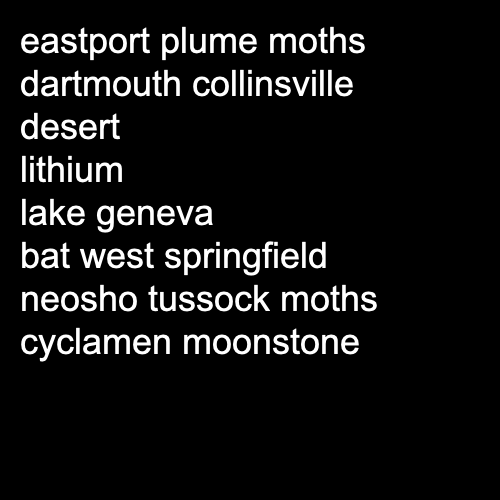 eastport plume moths
dartmouth collinsville
desert
lithium
lake geneva
bat west springfield
neosho tussock moths
cyclamen moonstone